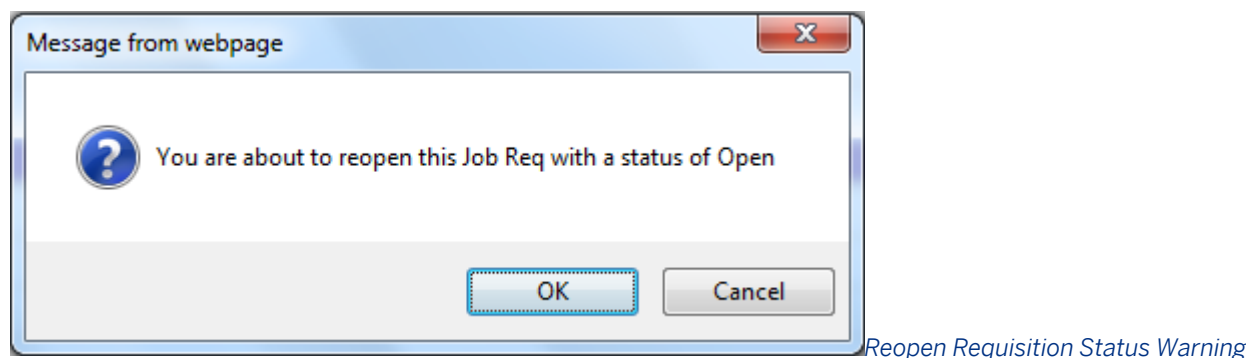 Message from webpage
You are about to reopen this Job Req with a status of Open
OK Cancel
Reopen Requisition Status Warning